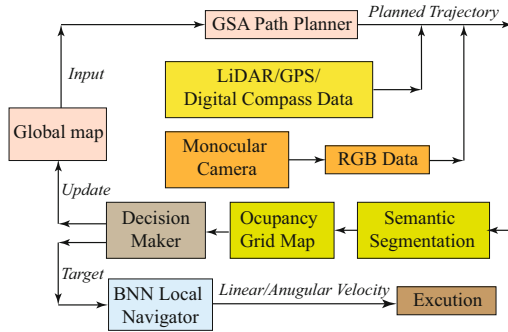 GSA Path Planner
Planned Trajectory
Input
LiDAR/GPS/
Digital Compass Data
Global map
Monocular
Camera
RGB Data
Update
Decision
Maker
Ocupancy
Grid Map
Semantic
Segmentation
Target
BNN Local
Navigator
Linear/Anugular Velocity
Excution